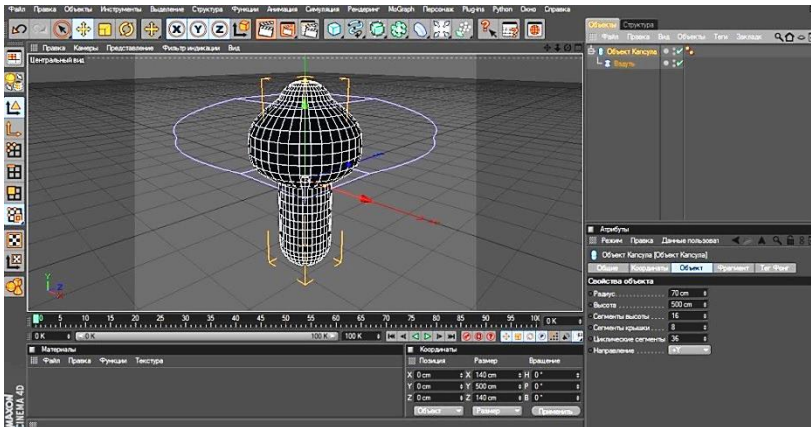 Файл Правка Объекты Инструменты Выделение Структура Функции Анимация Симуляция Рендеринг MoGraph Персонаж Plug-ins Python Окно Справка
Правка Камеры Представление Фильтр индикации Вид
Центральный вид
Объекты Структура
Файл Правка Вид Объекты Теги Закладк
Объект Капсула
Вздуть
Y
Z
X
Атрибуты
Режим Правка Данные пользоват
Объект Капсула [Объект Капсула]
Общие Координаты Объект Фрагмент Тег Фонг
Свойства объекта
Радиус 70 cm
Высота 500 cm
Сегменты высоты 16
Сегменты крышки 8
Циклические сегменты 36
Направление +Y
0 5 10 15 20 25 30 35 40 45 50 55 60 65 70 75 80 85 90 95 0 K
0 K 0 K 100 K 100 K
Материалы
Файл Правка Функции Текстура
Координаты
Позиция Размер Вращение
X 0 cm X 140 cm H 0°
Y 0 cm Y 500 cm P 0°
Z 0 cm Z 140 cm B 0°
Объект Размер Применить
MAXON
CINEMA 4D